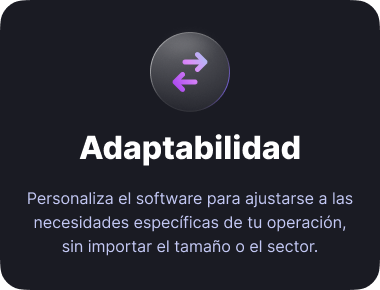 Adaptabilidad
Personaliza el software para ajustarse a las
necesidades específicas de tu operación,
sin importar el tamaño o el sector.